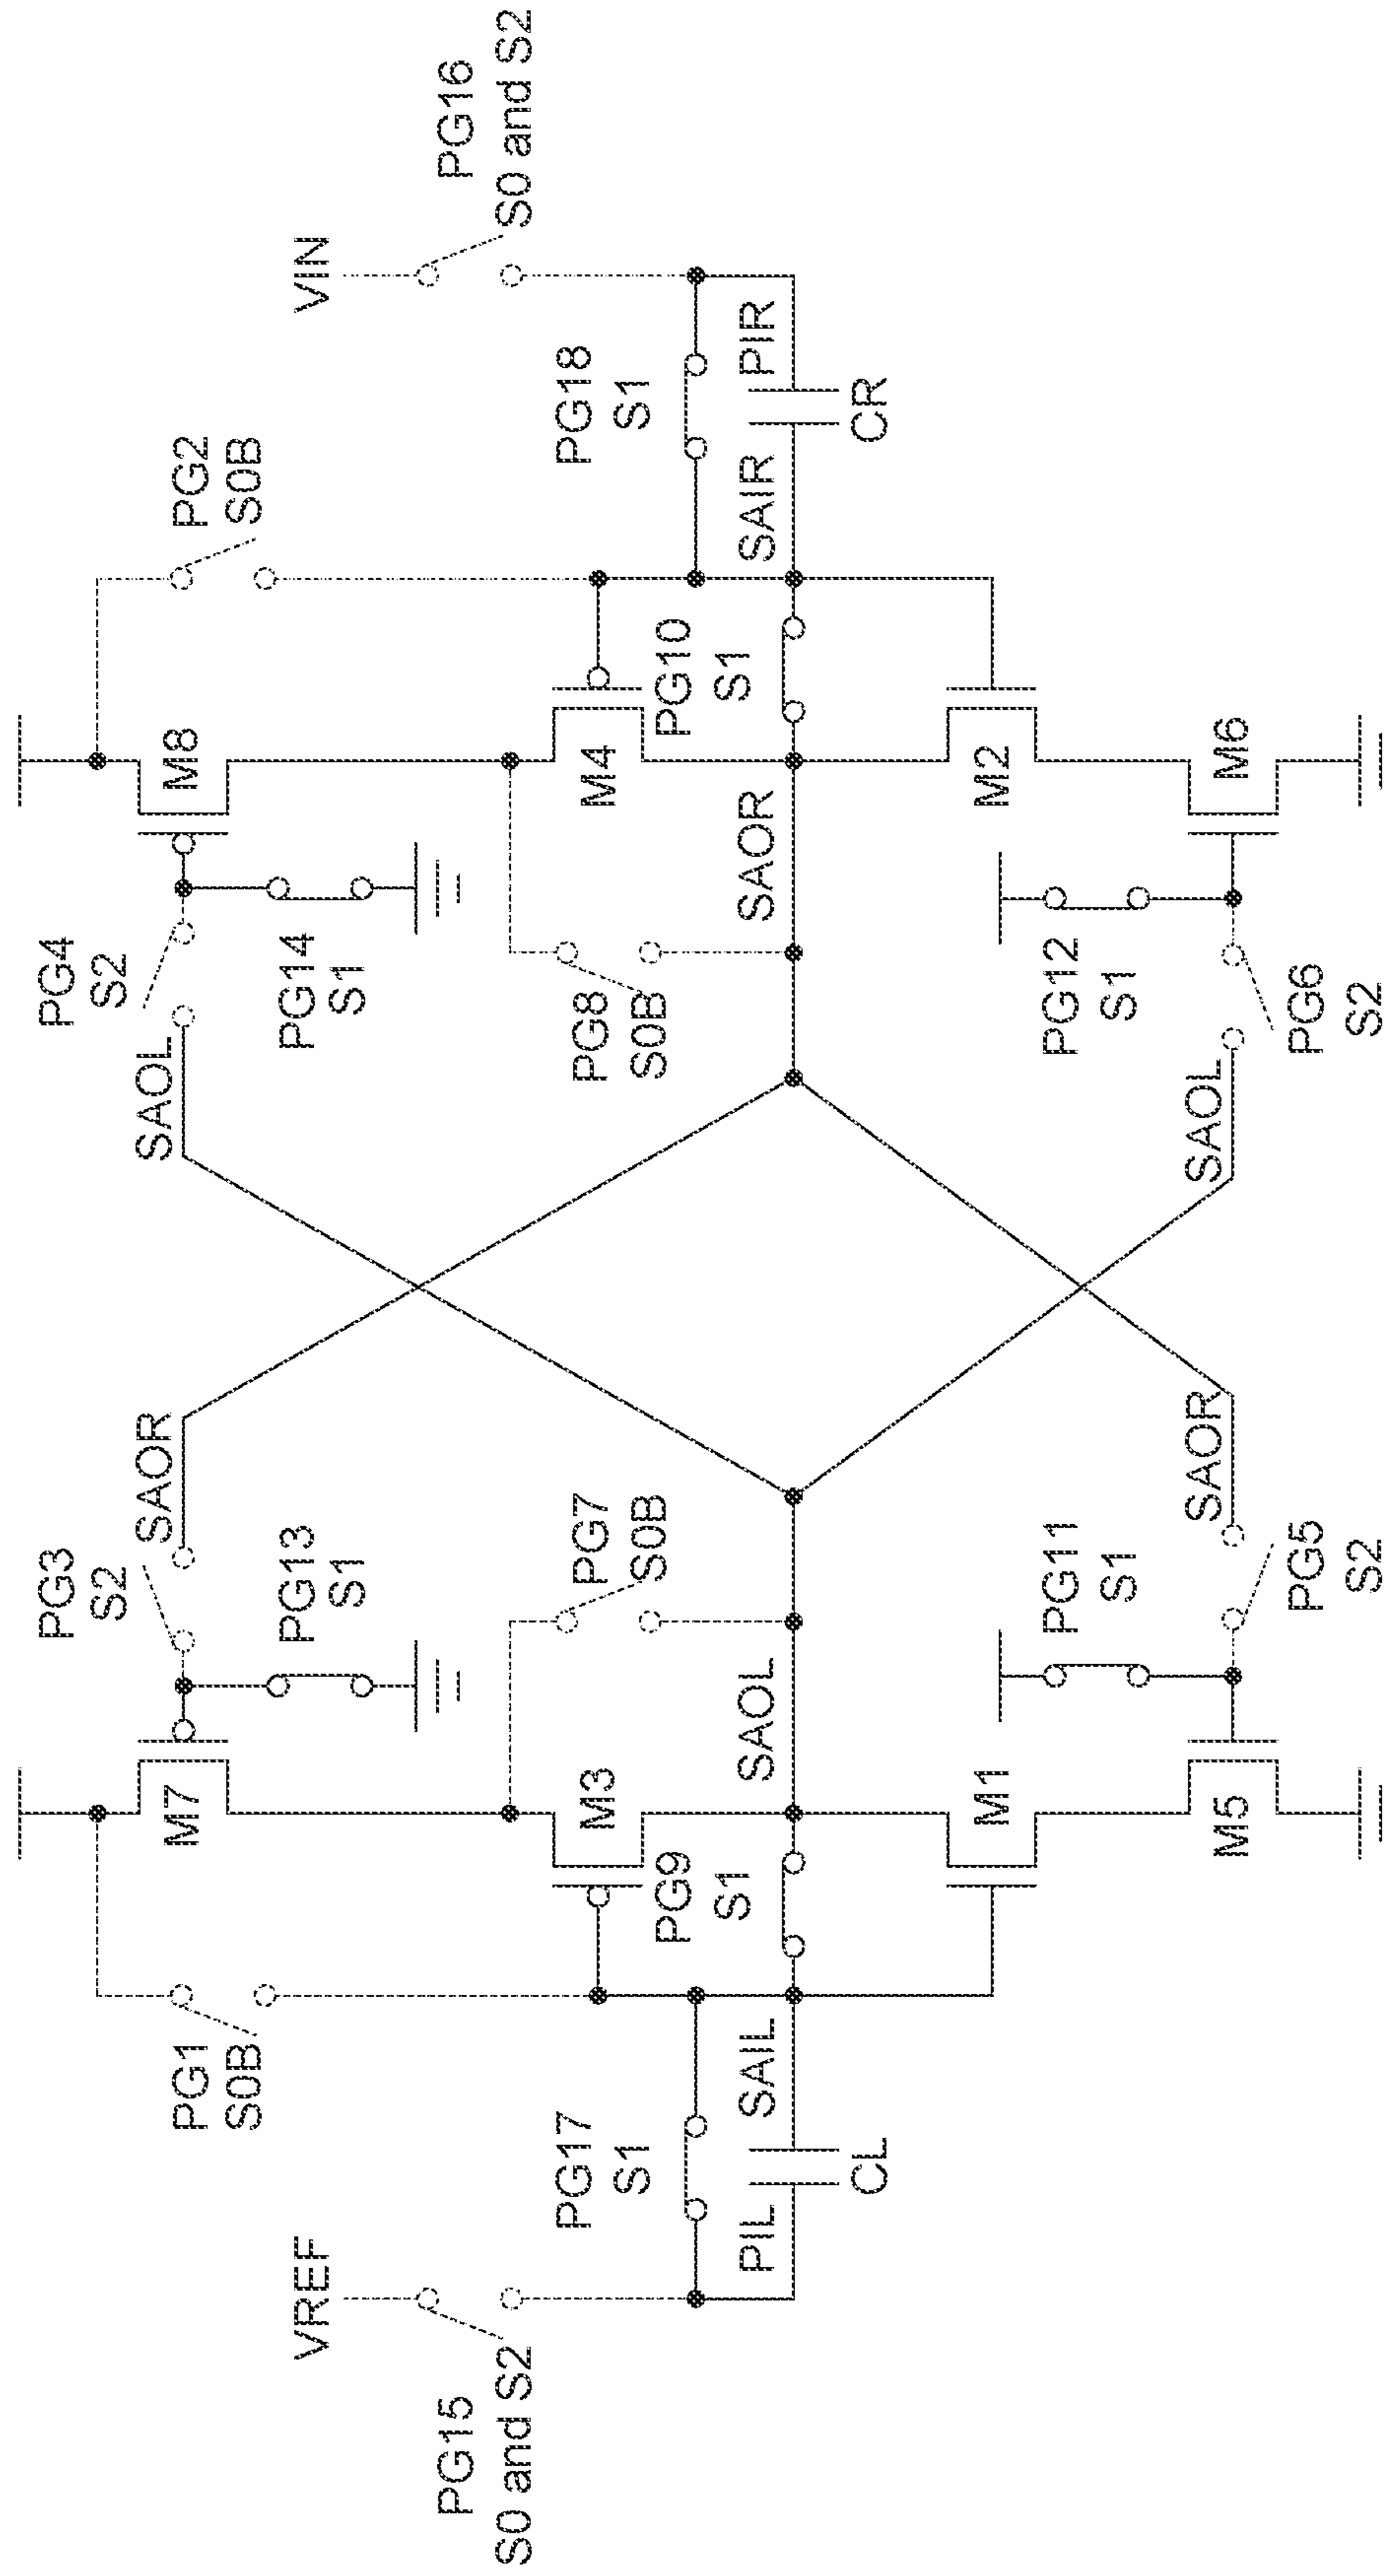 VREF
PG15
S0 and S2
PG17
S1
PIL
SAIL
CL
PG1
S0B
M7
PG3
S2
SAOR
PG13
S1
M3
PG9
S1
SAOL
PG7
S0B
M1
M5
PG11
S1
SAOR
PG5
S2
SAOL
PG4
S2
M8
PG14
S1
PG8
S0B
SAOR
M4
PG10
S1
SAOL
PG6
S2
PG12
S1
M2
M6
PG2
S0B
SAIR
PIR
CR
PG18
S1
VIN
PG16
S0 and S2